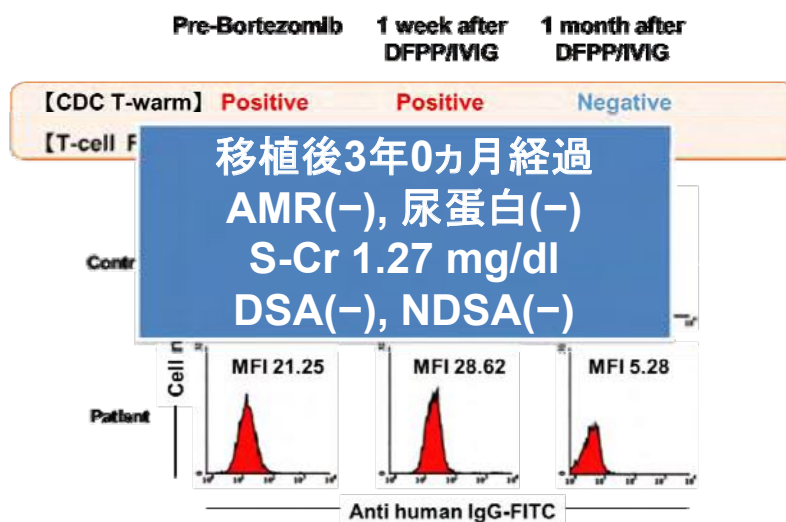 Pre-Bortezomib 1 week after DFPP/IVIG 1 month after DFPP/IVIG
【CDC T-warm】 Positive Positive Negative
【T-cell
移植後3年0ヵ月経過
AMR(−), 尿蛋白(−)
S-Cr 1.27 mg/dl
DSA(−), NDSA(−)
Cell
MFI 21.25 MFI 28.62 MFI 5.28
Patient
Anti human IgG-FITC